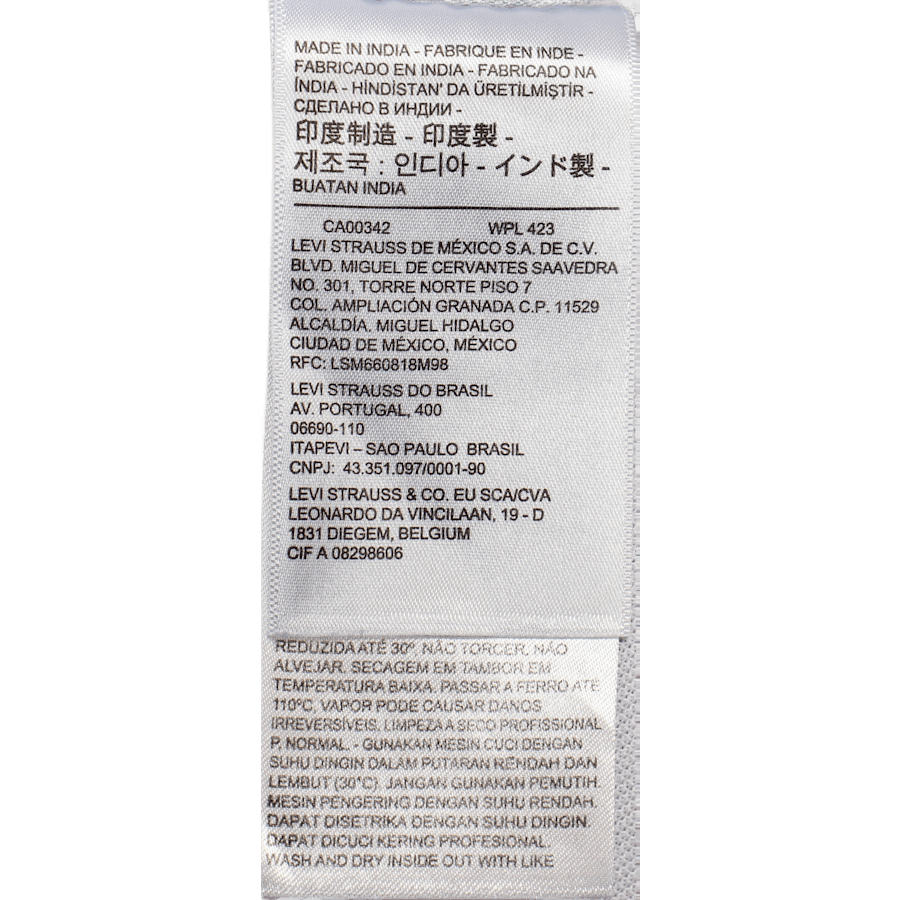 MADE IN INDIA - FABRIQUE EN INDE -
FABRICADO EN INDIA - FABRICADO NA
ÍNDIA - HİNDİSTAN' DA ÜRETİLMİŞTİR -
СДЕЛАНО В ИНДИИ -
印度制造 - 印度製 -
제조국 : 인디아 - インド製 -
BUATAN INDIA
CA00342 WPL 423
LEVI STRAUSS DE MÉXICO S.A. DE C.V.
BLVD. MIGUEL DE CERVANTES SAAVEDRA
NO. 301, TORRE NORTE PISO 7
COL. AMPLIACIÓN GRANADA C.P. 11529
ALCALDÍA. MIGUEL HIDALGO
CIUDAD DE MÉXICO, MÉXICO
RFC: LSM660818M98
LEVI STRAUSS DO BRASIL
AV. PORTUGAL, 400
06690-110
ITAPEVI – SAO PAULO BRASIL
CNPJ: 43.351.097/0001-90
LEVI STRAUSS & CO. EU SCA/CVA
LEONARDO DA VINCILAAN, 19 - D
1831 DIEGEM, BELGIUM
CIF A 08298606
REDUZIDA ATÉ 30º. NÃO TORCER. NÃO
ALVEJAR. SECAGEM EM TAMBOR EM
TEMPERATURA BAIXA. PASSAR A FERRO ATÉ
110ºC, VAPOR PODE CAUSAR DANOS
IRREVERSÍVEIS. LIMPEZA A SECO PROFISSIONAL
P, NORMAL. - GUNAKAN MESIN CUCI DENGAN
SUHU DINGIN DALAM PUTARAN RENDAH DAN
LEMBUT (30°C). JANGAN GUNAKAN PEMUTIH.
MESIN PENGERING DENGAN SUHU RENDAH.
DAPAT DISETRIKA DENGAN SUHU DINGIN.
DAPAT DICUCI KERING PROFESIONAL.
WASH AND DRY INSIDE OUT WITH LIKE